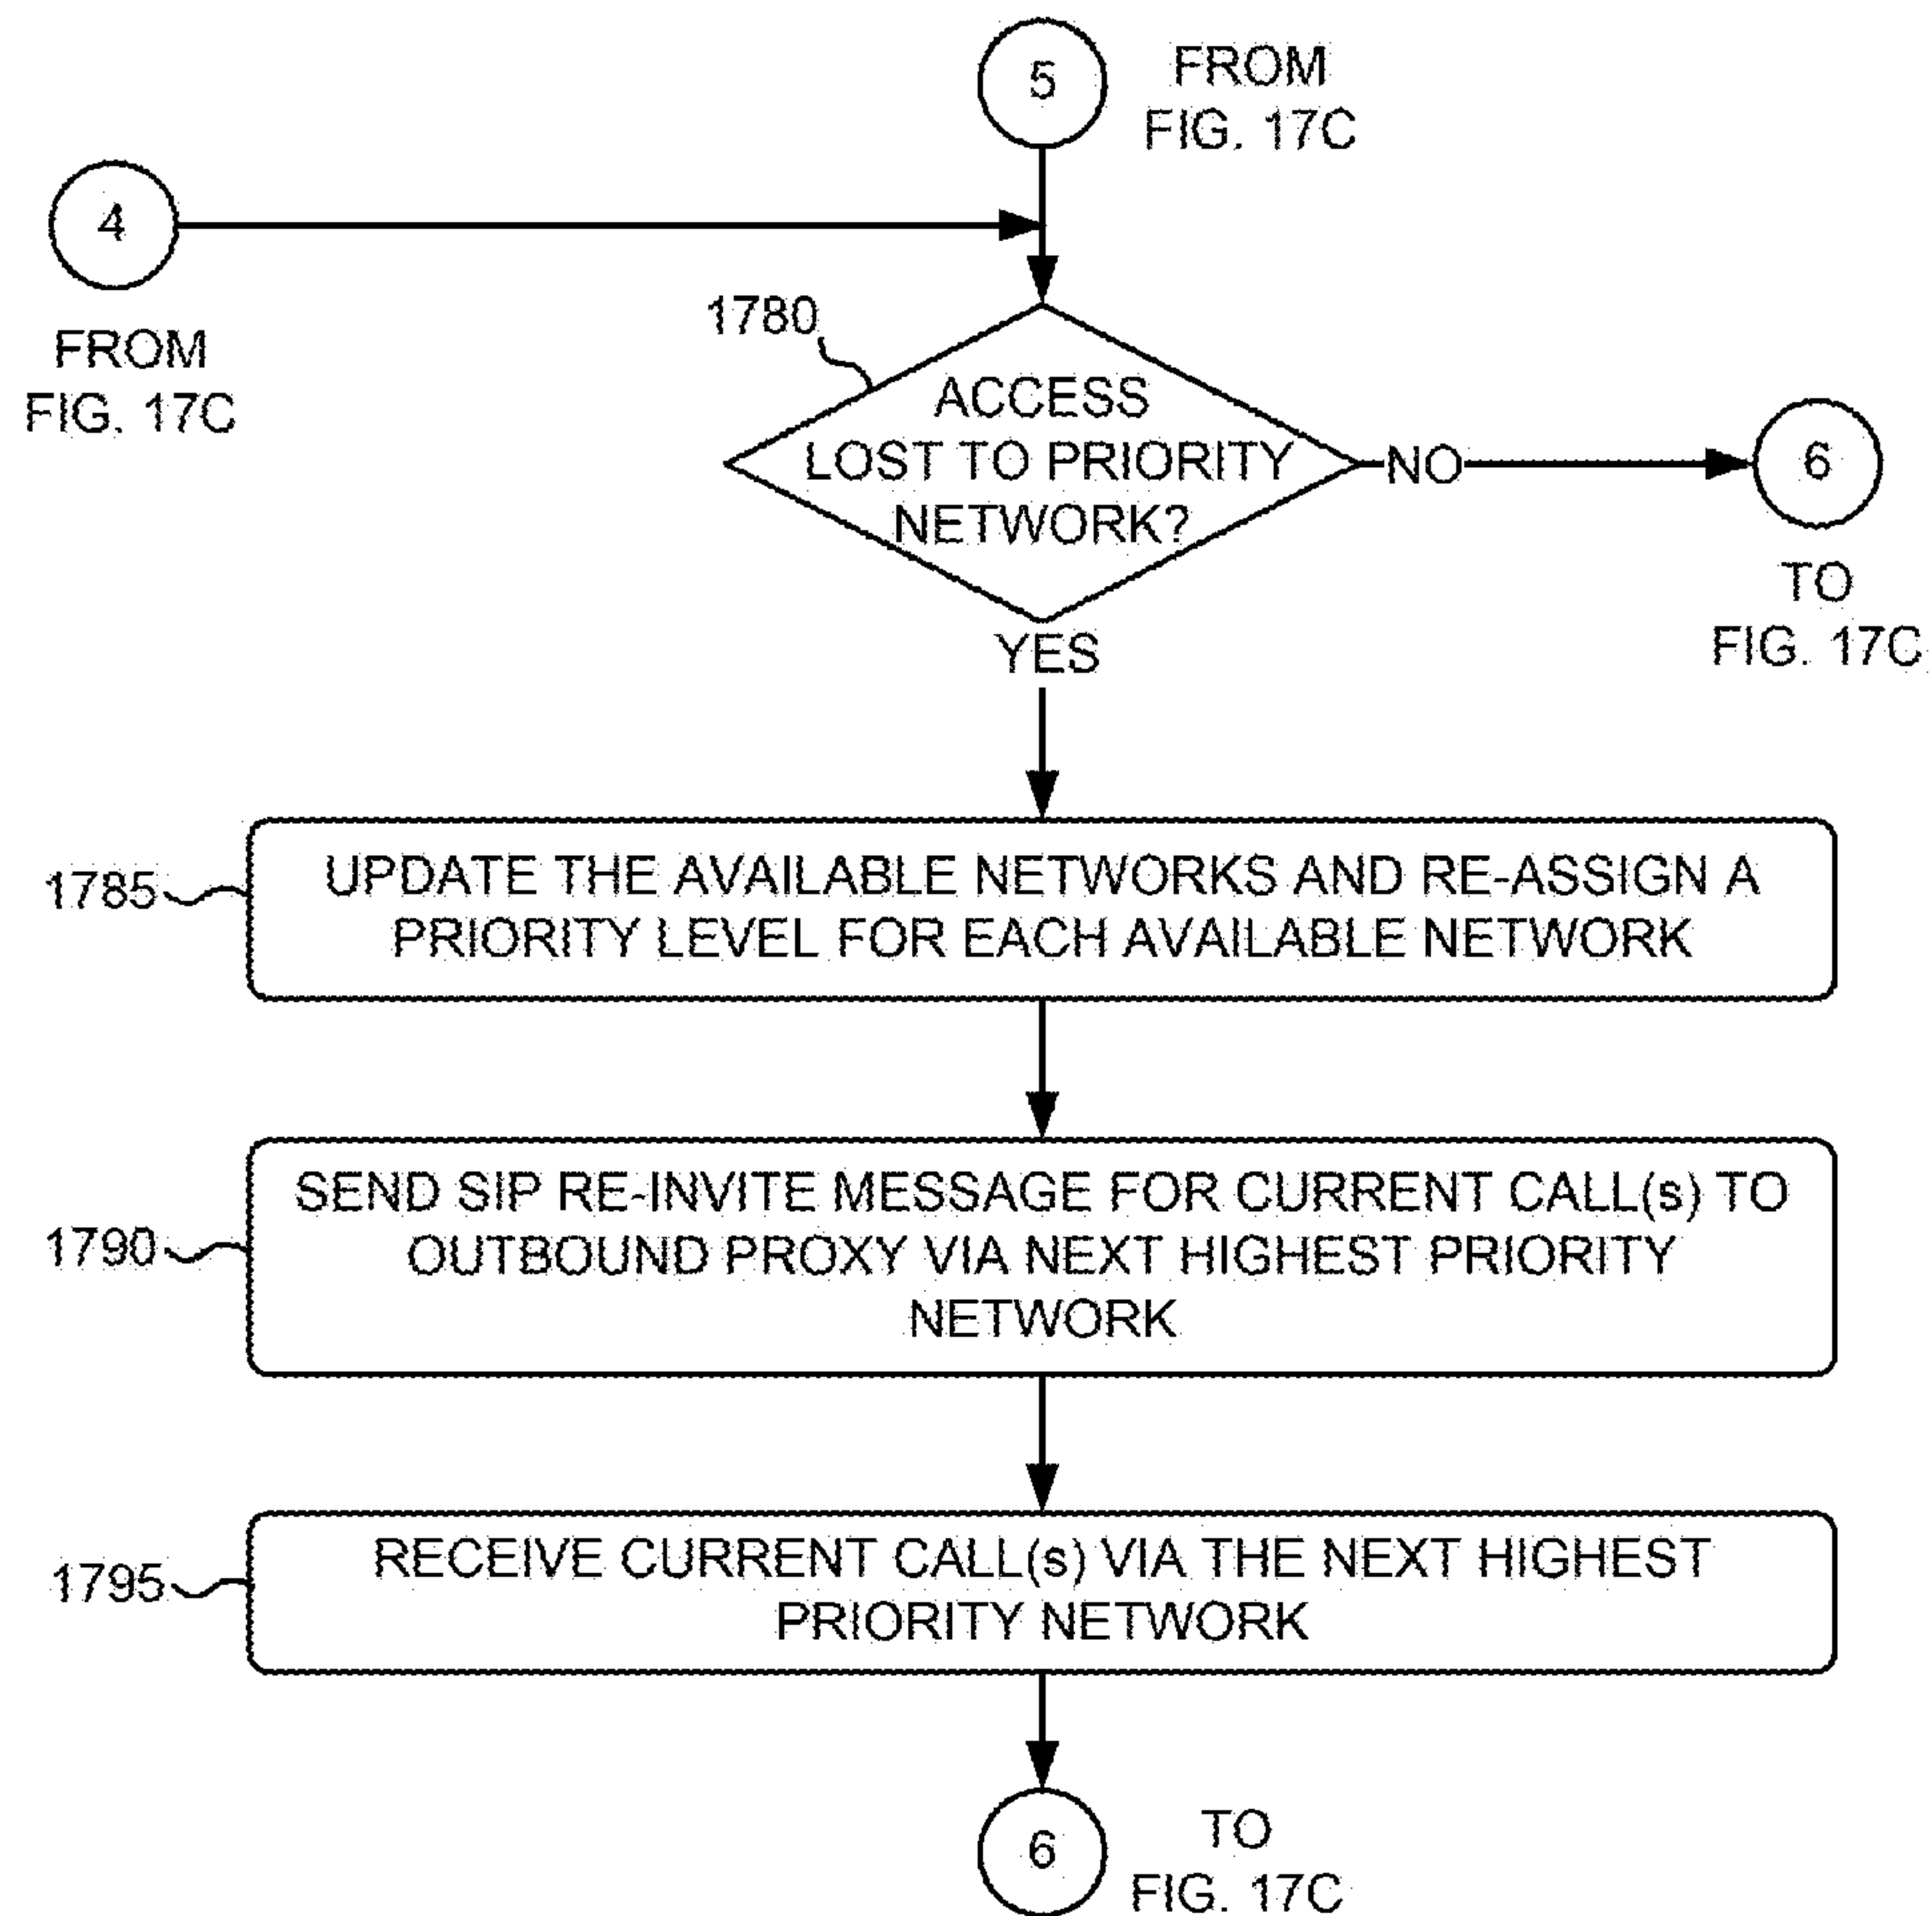 5
FROM
FIG. 17C
4
FROM
FIG. 17C
1780
ACCESS
LOST TO PRIORITY
NETWORK?
NO
6
TO
FIG. 17C
YES
1785
UPDATE THE AVAILABLE NETWORKS AND RE-ASSIGN A
PRIORITY LEVEL FOR EACH AVAILABLE NETWORK
1790
SEND SIP RE-INVITE MESSAGE FOR CURRENT CALL(s) TO
OUTBOUND PROXY VIA NEXT HIGHEST PRIORITY
NETWORK
1795
RECEIVE CURRENT CALL(s) VIA THE NEXT HIGHEST
PRIORITY NETWORK
6
TO
FIG. 17C